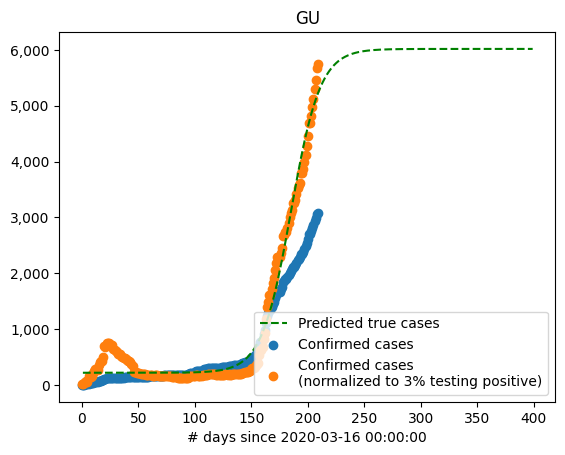 GU
6,000
5,000
4,000
3,000
2,000
1,000
0
Predicted true cases
Confirmed cases
Confirmed cases
(normalized to 3% testing positive)
0 50 100 150 200 250 300 350 400
# days since 2020-03-16 00:00:00